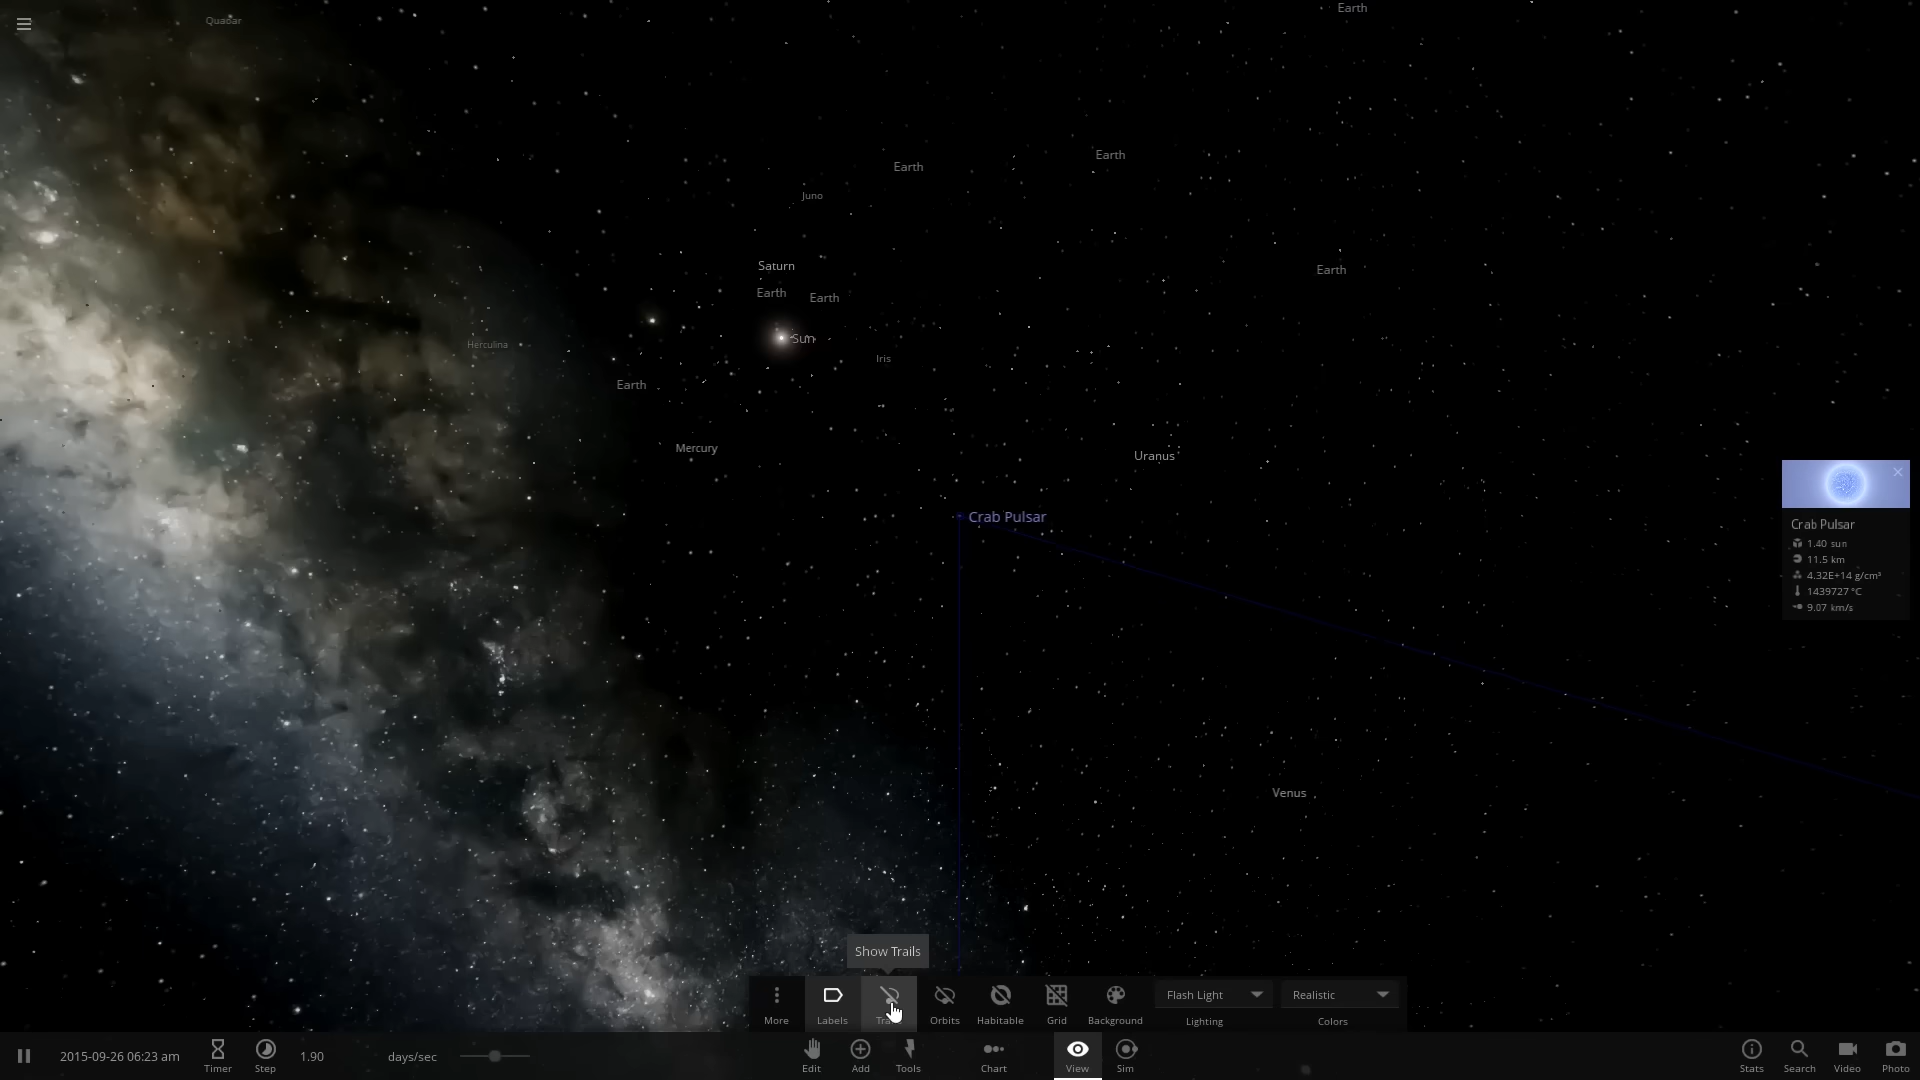 Quaoar
Earth
Earth
Earth
Juno
Saturn
Earth
Earth
Earth
Sun
Herculina
Iris
Earth
Mercury
Uranus
Crab Pulsar
Crab Pulsar
1.40 sun
11.5 km
4.32E+14 g/cm³
1439727 °C
9.07 km/s
Venus
Show Trails
Flash Light
Realistic
More
Labels
Orbits
Habitable
Grid
Background
Lighting
Colors
2015-09-26 06:23 am
Timer
Step
1.90
days/sec
Edit
Add
Tools
Chart
View
Sim
Stats
Search
Video
Photo